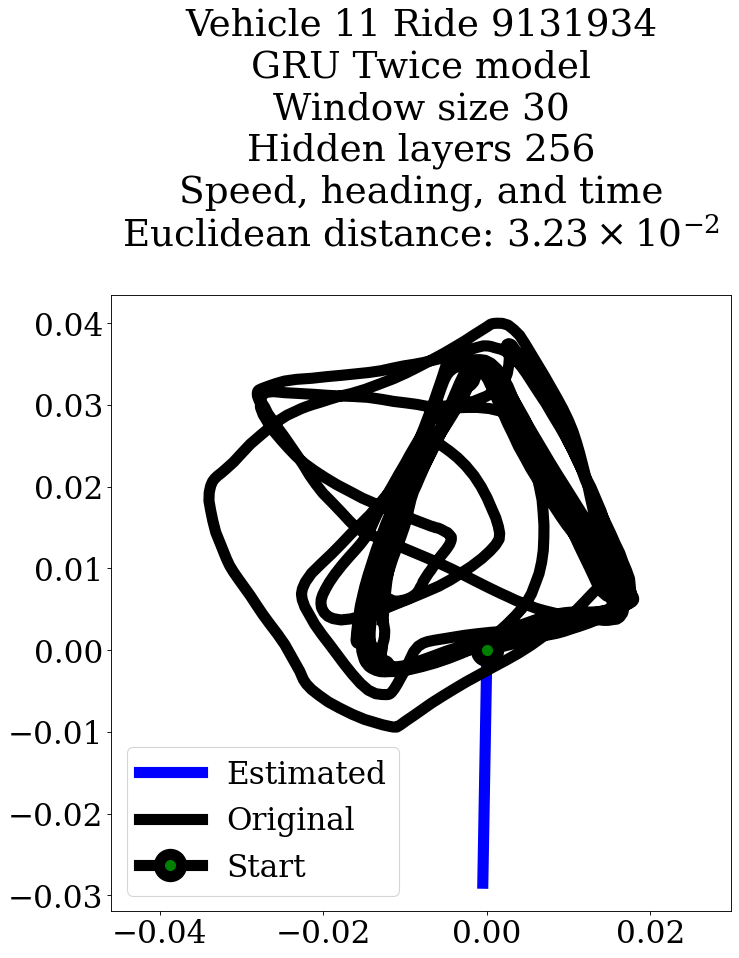 Vehicle 11 Ride 9131934
GRU Twice model
Window size 30
Hidden layers 256
Speed, heading, and time
Euclidean distance: 3.23 × 10⁻²
0.04
0.03
0.02
0.01
0.00
−0.01
−0.02
−0.03
Estimated
Original
Start
−0.04
−0.02
0.00
0.02